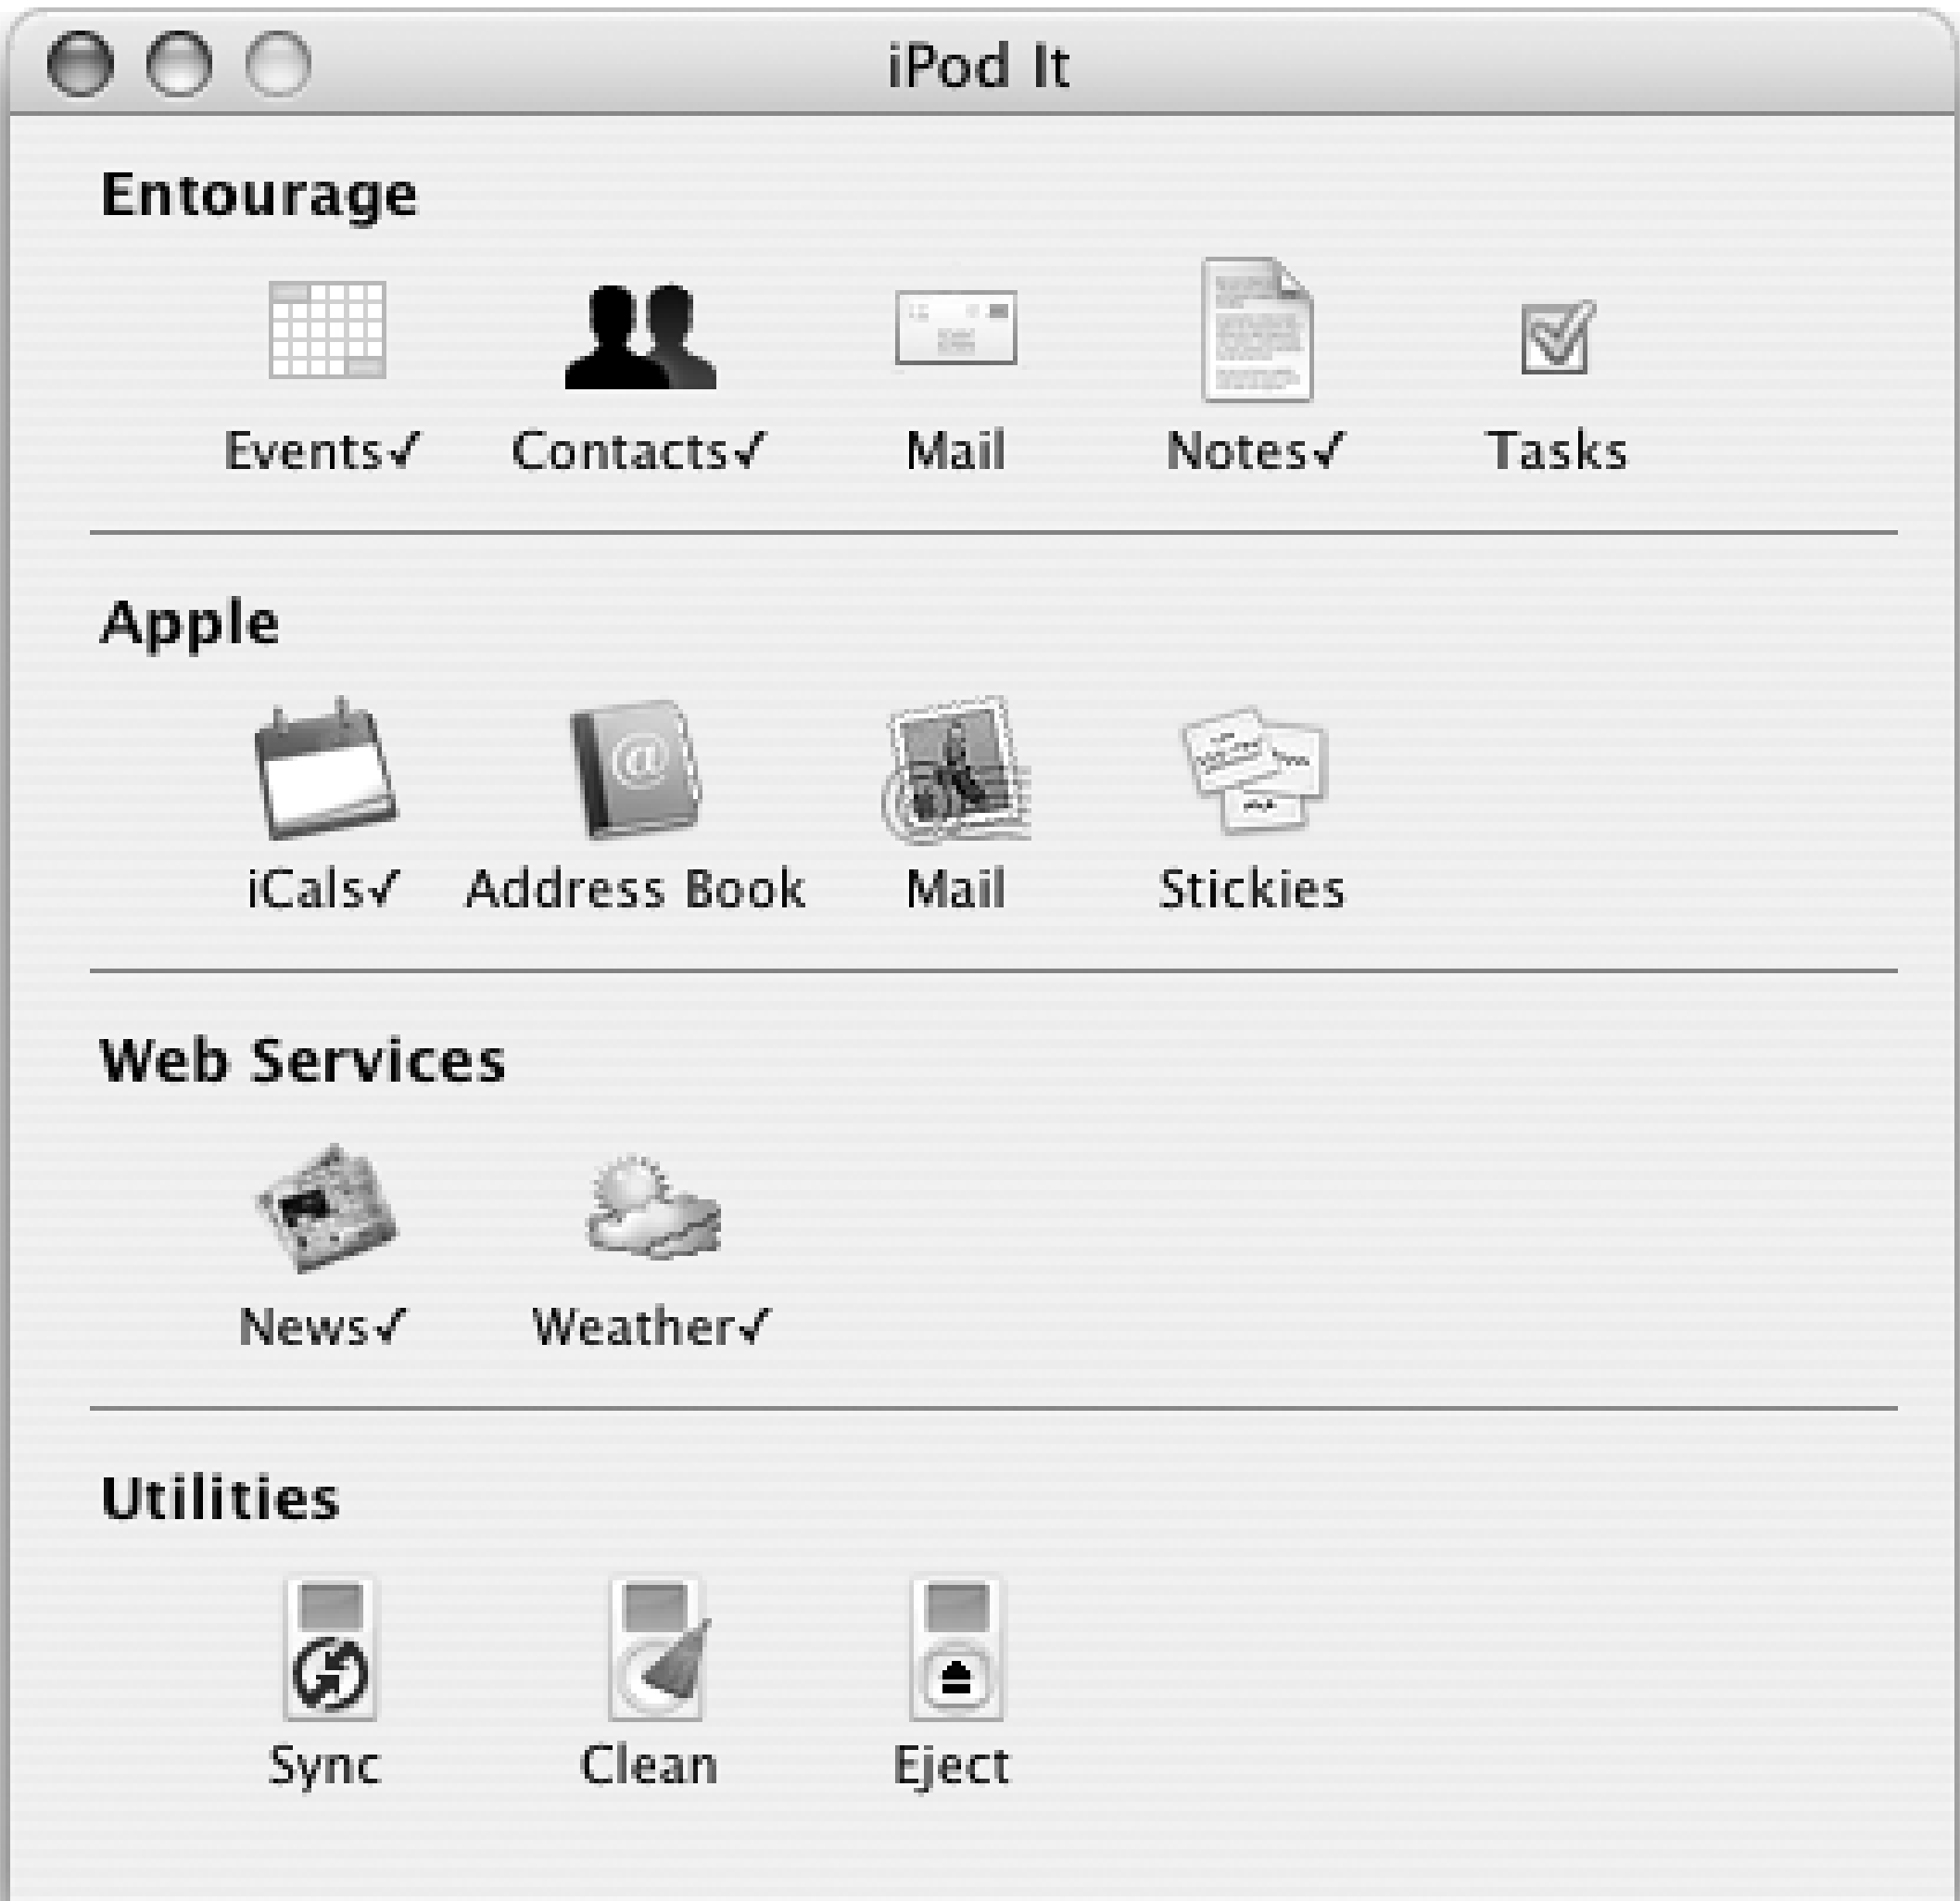 iPod It
Entourage
Events✓ Contacts✓ Mail Notes✓ Tasks
Apple
@
iCals✓ Address Book Mail Stickies
Web Services
News✓ Weather✓
Utilities
Sync Clean Eject